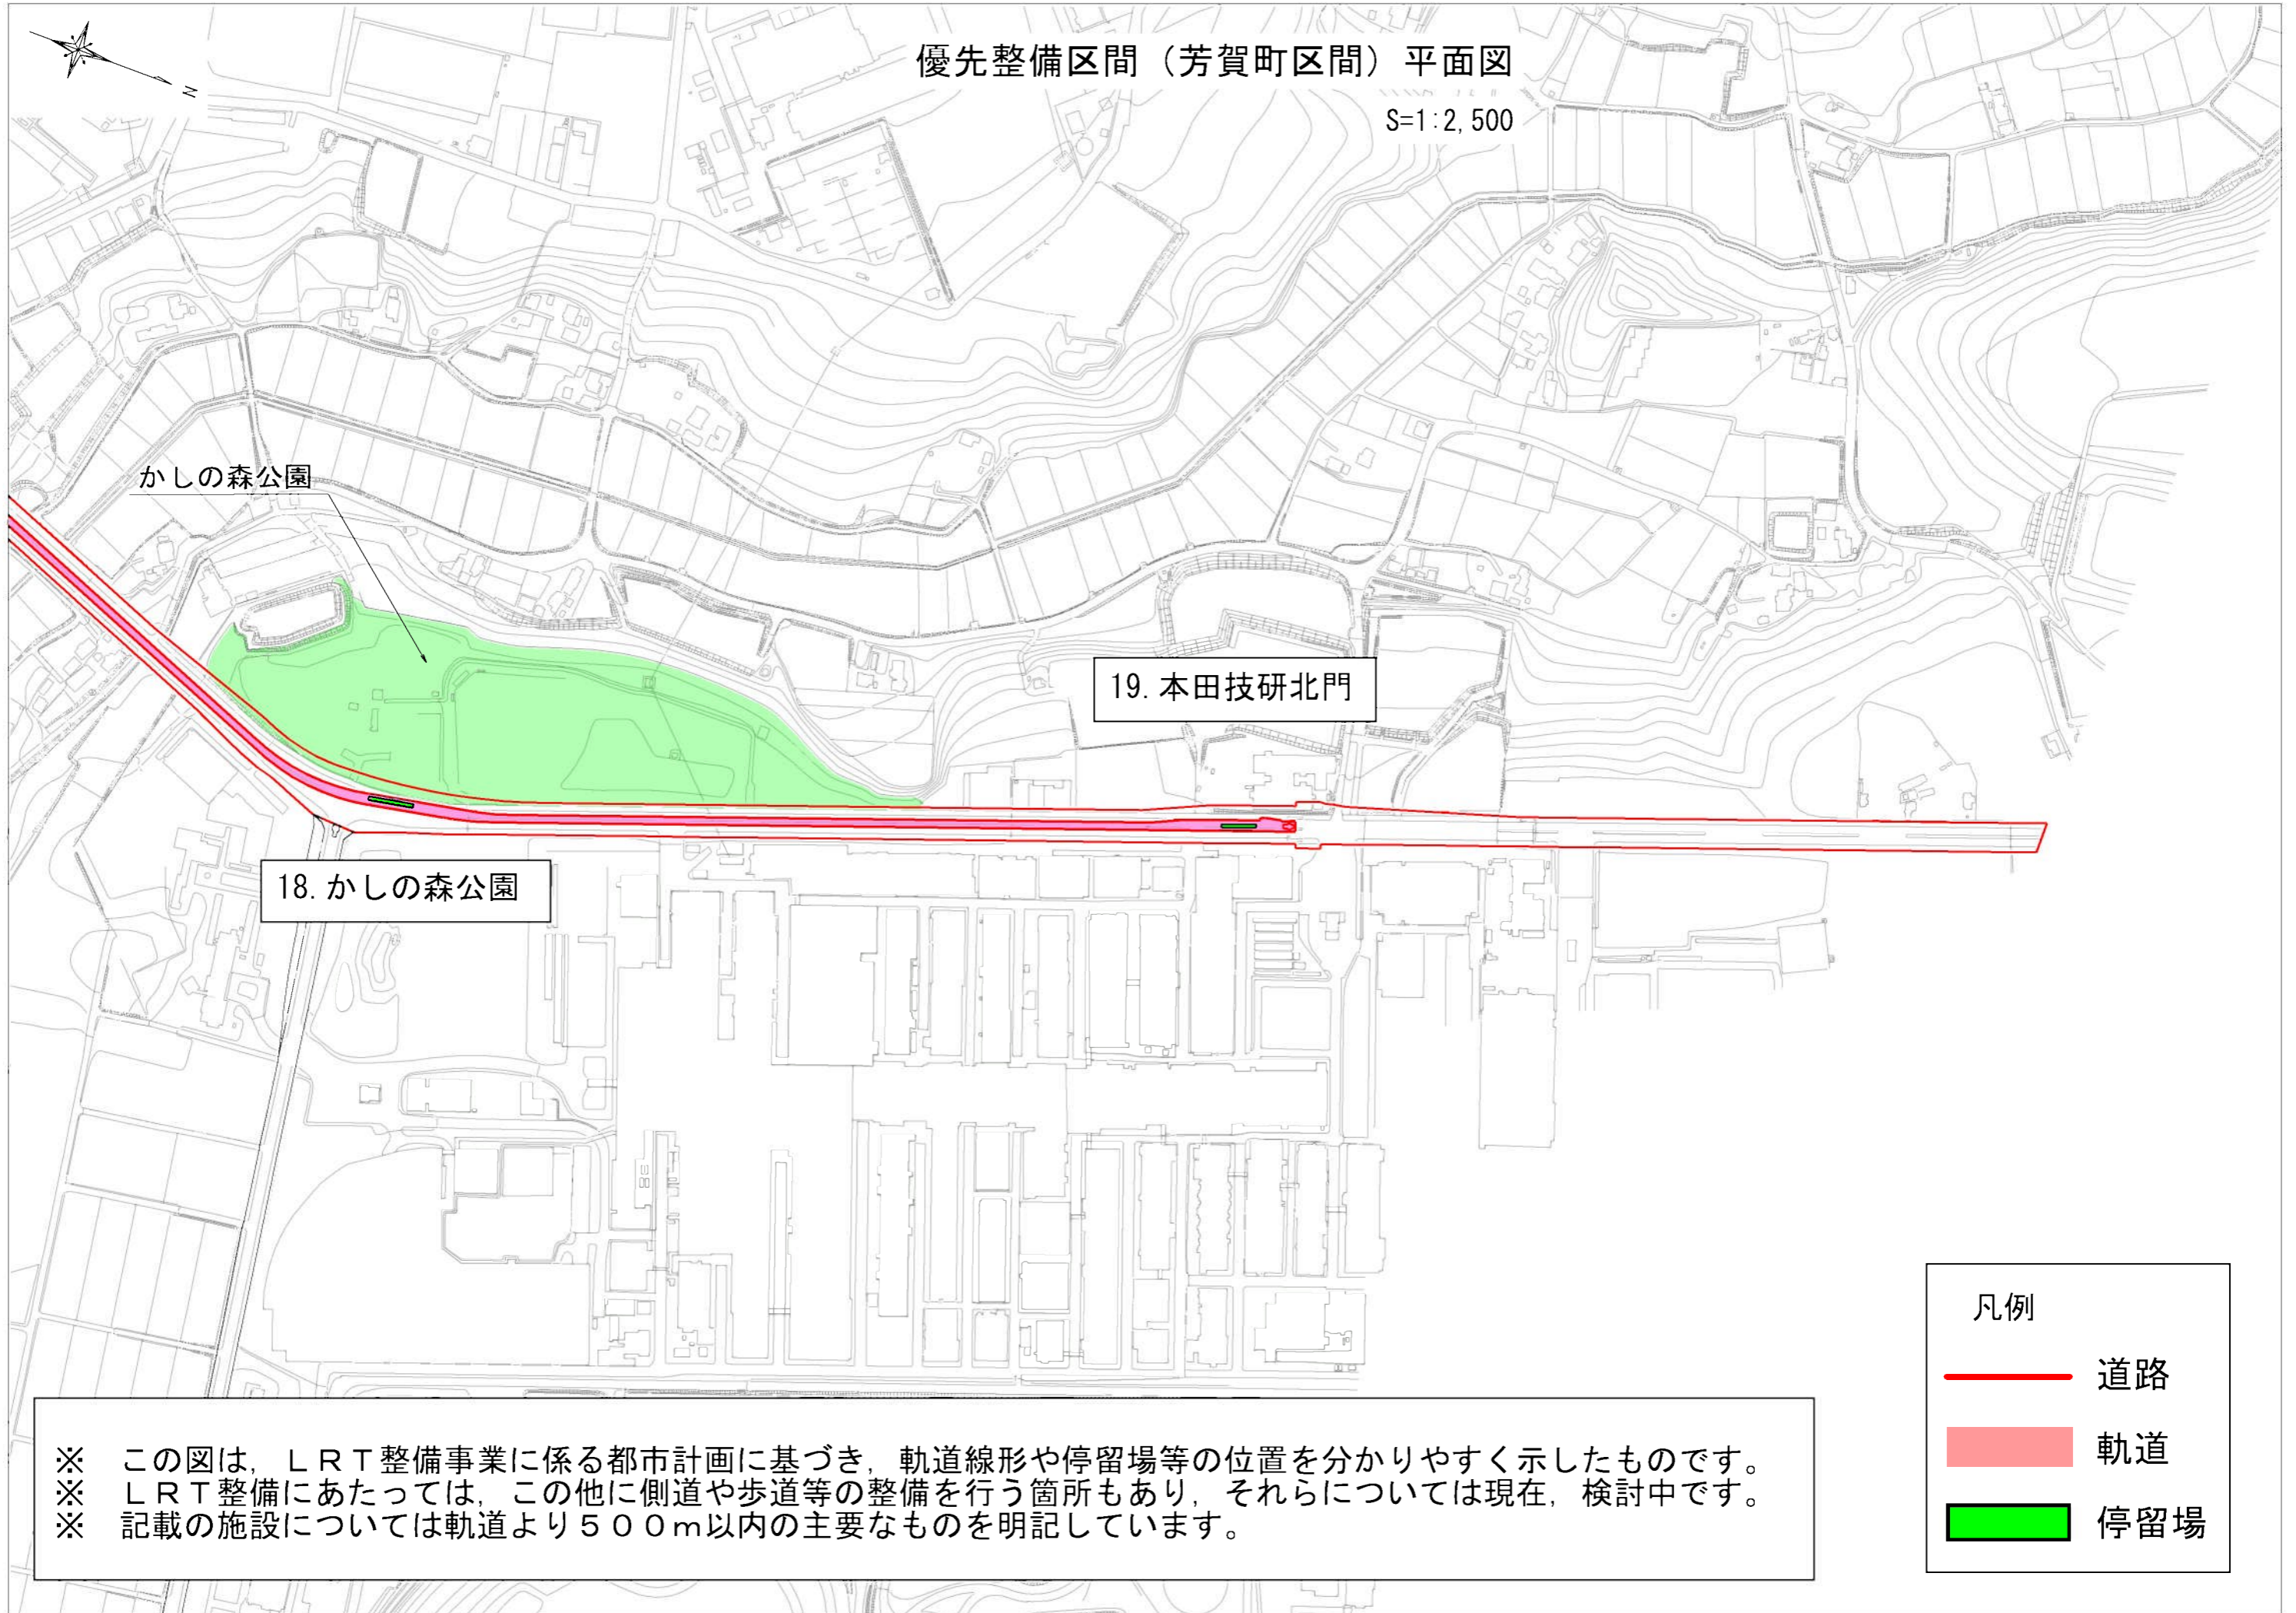 優先整備区間（芳賀町区間）平面図
S=1:2,500
N
かしの森公園
19.本田技研北門
18.かしの森公園
凡例
道路
軌道
停留場
※　この図は，ＬＲＴ整備事業に係る都市計画に基づき，軌道線形や停留場等の位置を分かりやすく示したものです。
※　ＬＲＴ整備にあたっては，この他に側道や歩道等の整備を行う箇所もあり，それらについては現在，検討中です。
※　記載の施設については軌道より５００ｍ以内の主要なものを明記しています。